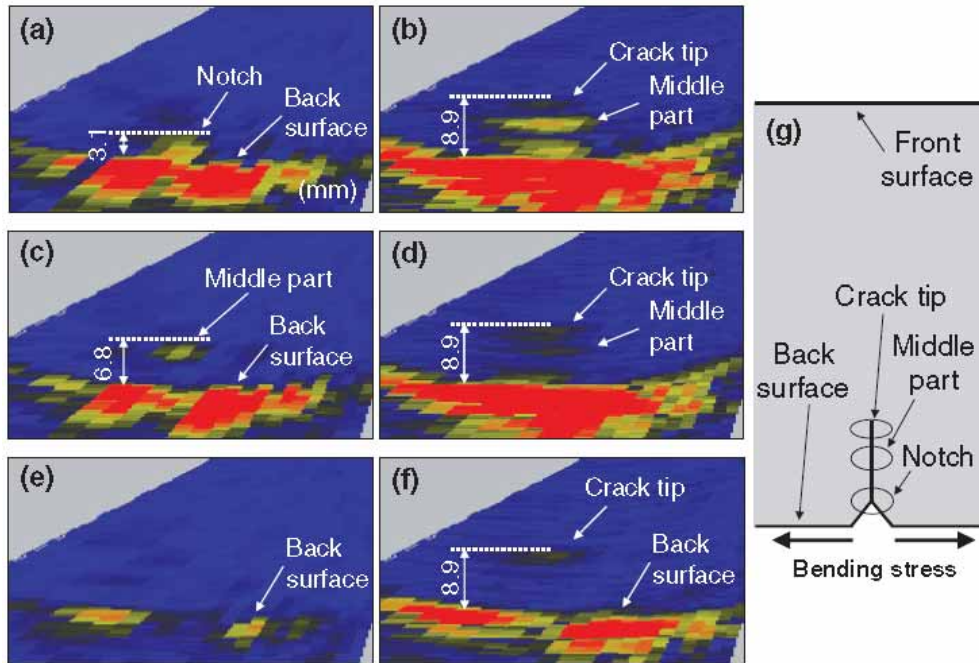 (a)
Notch
Back
surface
3.1
(mm)
(b)
Crack tip
Middle
part
8.9
(c)
Middle part
Back
surface
6.8
(d)
Crack tip
Middle
part
8.9
(e)
Back
surface
(f)
Crack tip
Back
surface
8.9
(g)
Front
surface
Crack tip
Middle
part
Back
surface
Notch
Bending stress